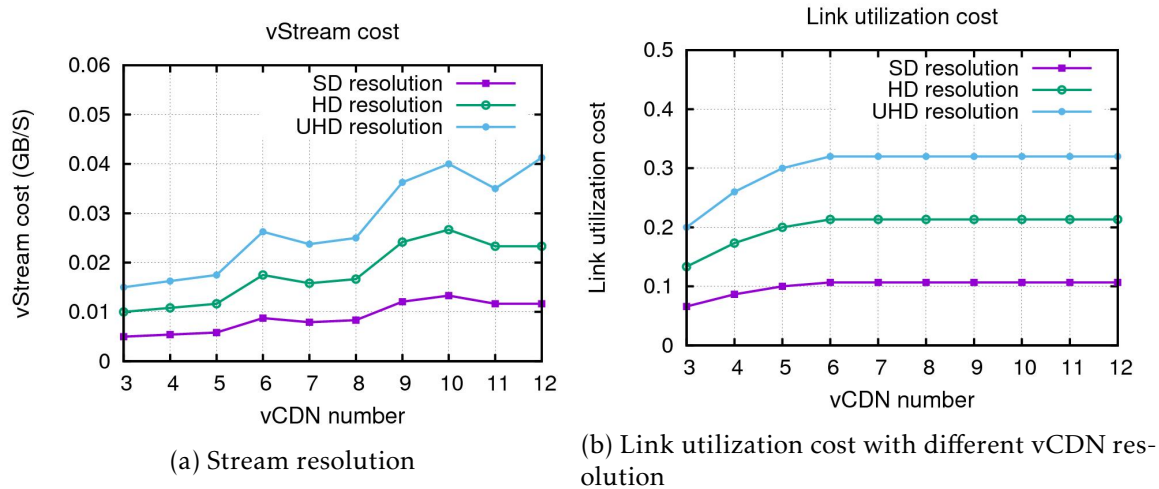 vStream cost
0.06
0.05
0.04
0.03
0.02
0.01
0
vStream cost (GB/S)
SD resolution
HD resolution
UHD resolution
3 4 5 6 7 8 9 10 11 12
vCDN number
(a) Stream resolution
Link utilization cost
0.5
0.4
0.3
0.2
0.1
0
Link utilization cost
SD resolution
HD resolution
UHD resolution
3 4 5 6 7 8 9 10 11 12
vCDN number
(b) Link utilization cost with different vCDN res-
olution